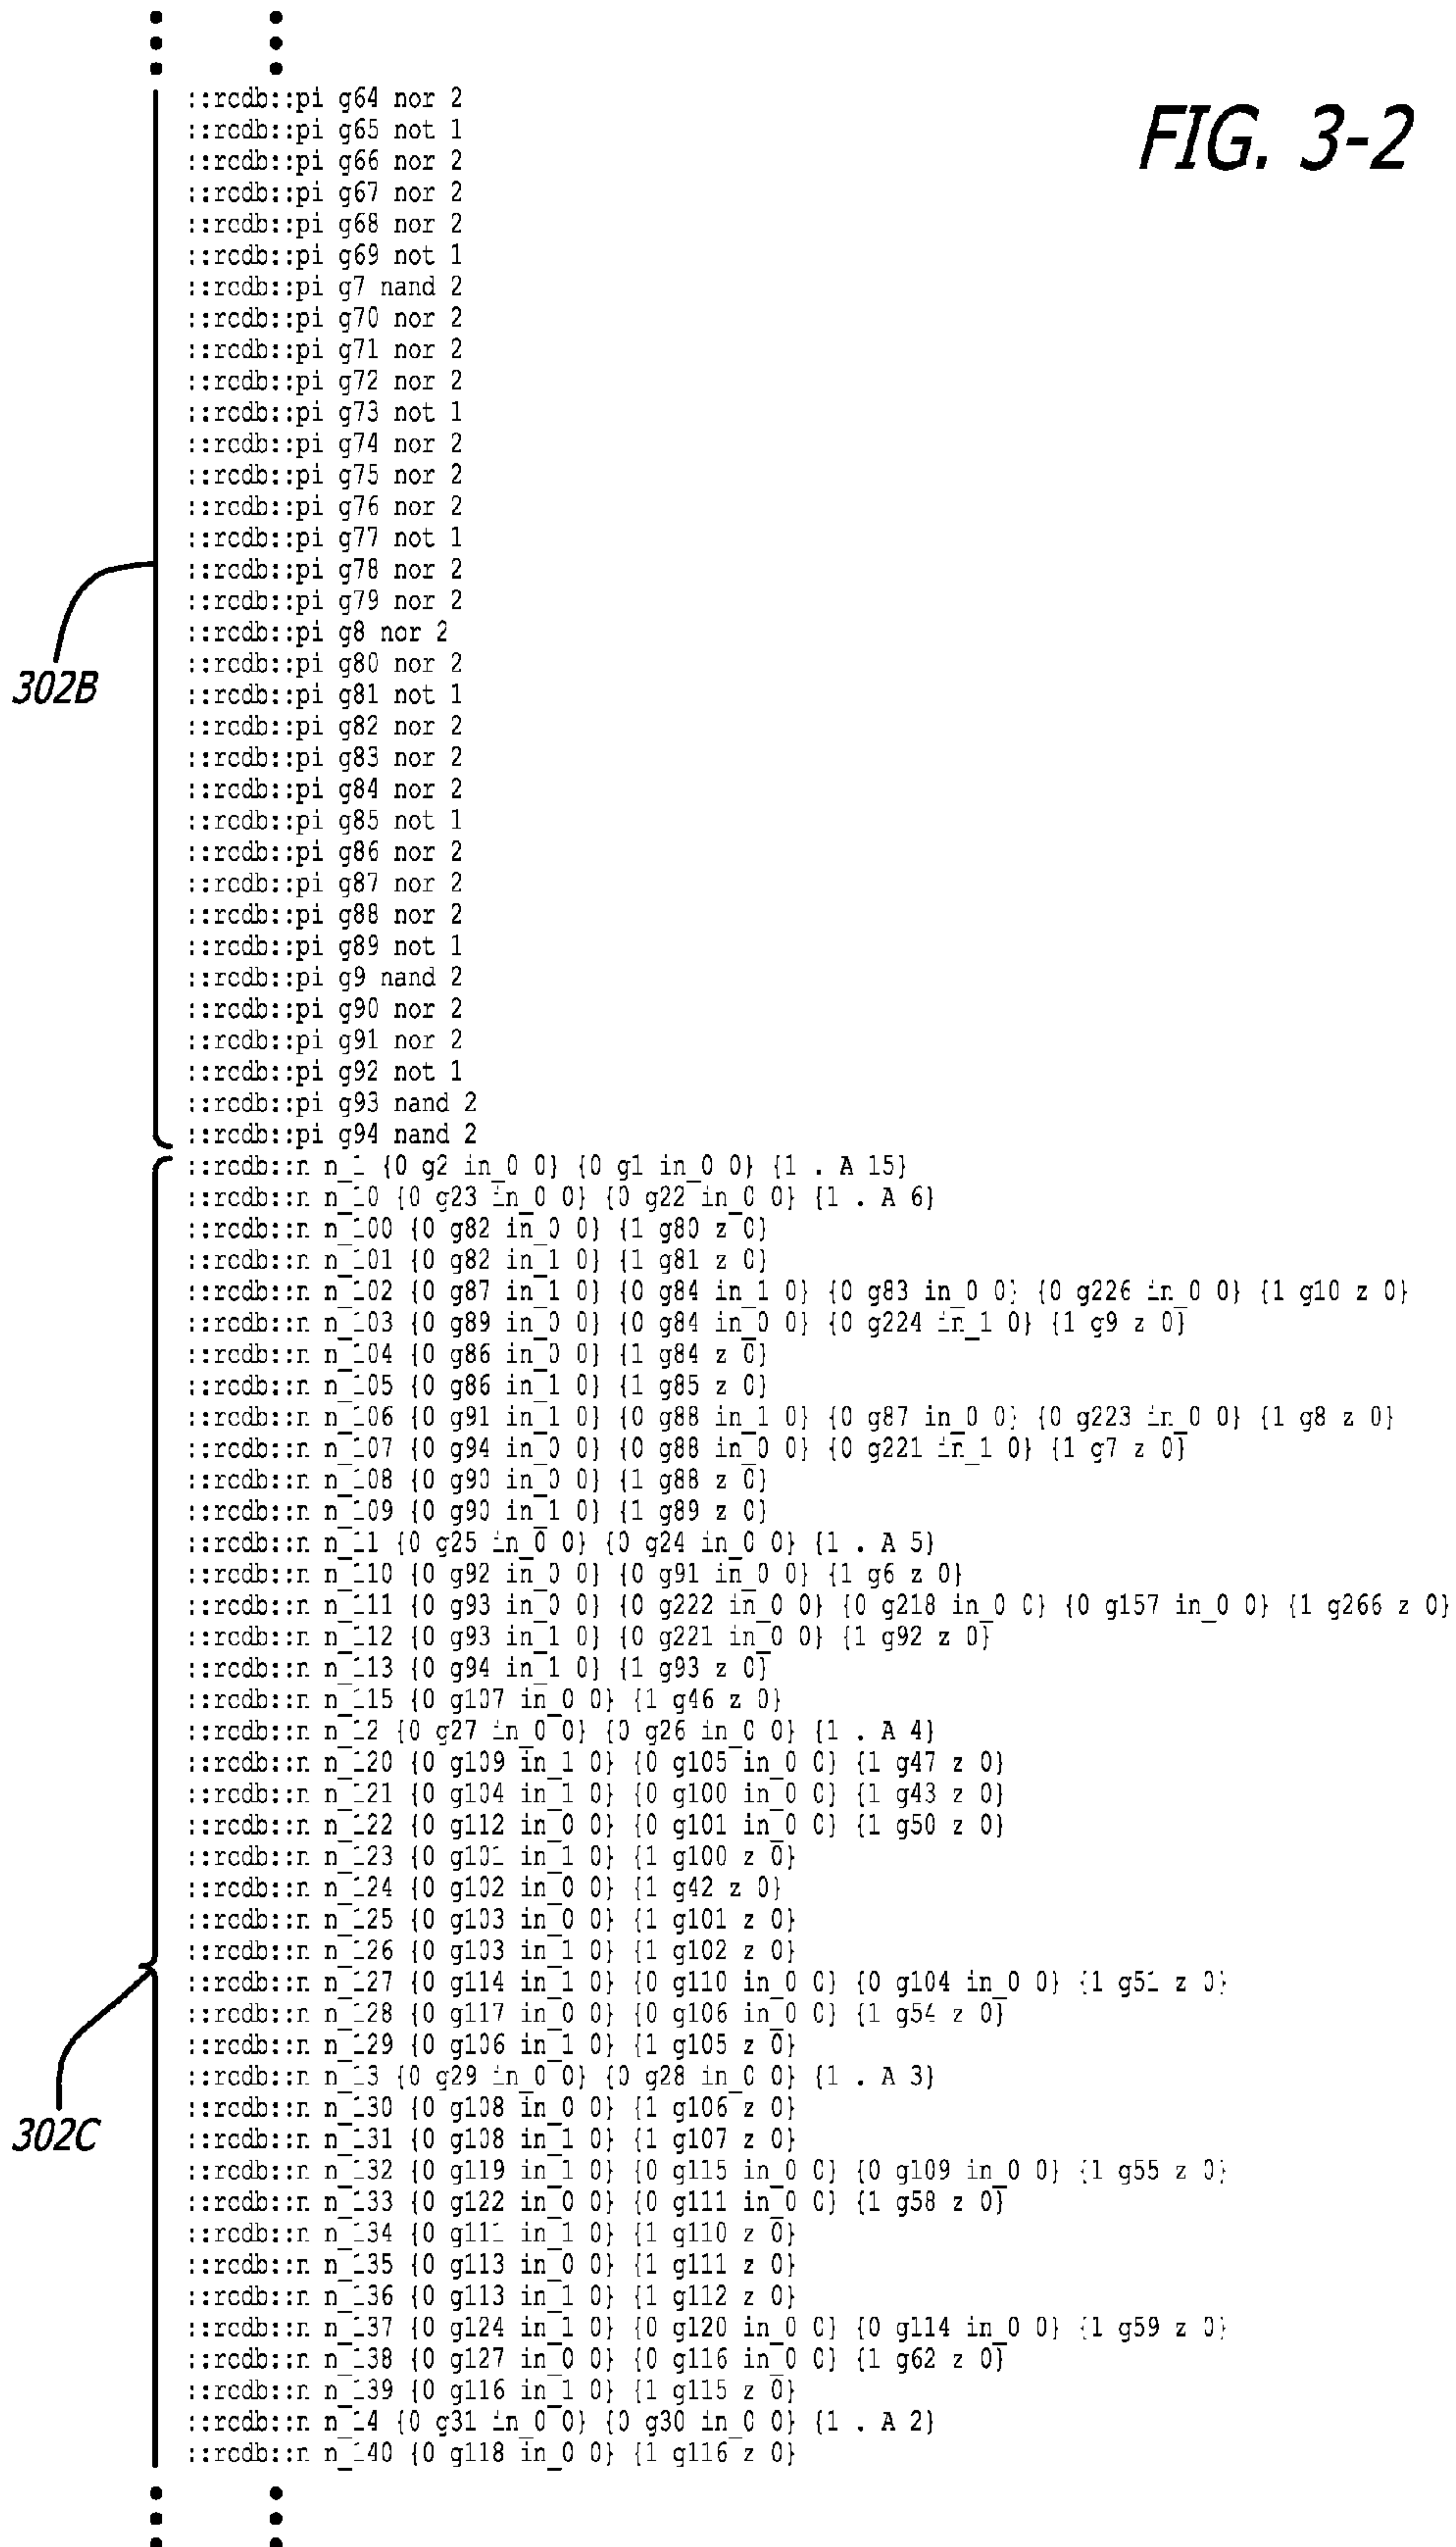 FIG. 3-2
::rcdb::pi g64 nor 2
::rcdb::pi g65 not 1
::rcdb::pi g66 nor 2
::rcdb::pi g67 nor 2
::rcdb::pi g68 nor 2
::rcdb::pi g69 not 1
::rcdb::pi g7 nand 2
::rcdb::pi g70 nor 2
::rcdb::pi g71 nor 2
::rcdb::pi g72 nor 2
::rcdb::pi g73 not 1
::rcdb::pi g74 nor 2
::rcdb::pi g75 nor 2
::rcdb::pi g76 nor 2
::rcdb::pi g77 not 1
::rcdb::pi g78 nor 2
::rcdb::pi g79 nor 2
::rcdb::pi g8 nor 2
::rcdb::pi g80 nor 2
302B
::rcdb::pi g81 not 1
::rcdb::pi g82 nor 2
::rcdb::pi g83 nor 2
::rcdb::pi g84 nor 2
::rcdb::pi g85 not 1
::rcdb::pi g86 nor 2
::rcdb::pi g87 nor 2
::rcdb::pi g88 nor 2
::rcdb::pi g89 not 1
::rcdb::pi g9 nand 2
::rcdb::pi g90 nor 2
::rcdb::pi g91 nor 2
::rcdb::pi g92 not 1
::rcdb::pi g93 nand 2
::rcdb::pi g94 nand 2
::rcdb::n n_1 {0 g2 in_0 0} {0 g1 in_0 0} {1 . A 15}
::rcdb::n n_10 {0 g23 in_0 0} {0 g22 in_0 0} {1 . A 6}
::rcdb::n n_100 {0 g82 in_0 0} {1 g80 z 0}
::rcdb::n n_101 {0 g82 in_1 0} {1 g81 z 0}
::rcdb::n n_102 {0 g87 in_1 0} {0 g84 in_1 0} {0 g83 in_0 0} {0 g226 in_0 0} {1 g10 z 0}
::rcdb::n n_103 {0 g89 in_0 0} {0 g84 in_0 0} {0 g224 in_1 0} {1 g9 z 0}
::rcdb::n n_104 {0 g86 in_0 0} {1 g84 z 0}
::rcdb::n n_105 {0 g86 in_1 0} {1 g85 z 0}
::rcdb::n n_106 {0 g91 in_1 0} {0 g88 in_1 0} {0 g87 in_0 0} {0 g223 in_0 0} {1 g8 z 0}
::rcdb::n n_107 {0 g94 in_0 0} {0 g88 in_0 0} {0 g221 in_1 0} {1 g7 z 0}
::rcdb::n n_108 {0 g90 in_0 0} {1 g88 z 0}
::rcdb::n n_109 {0 g90 in_1 0} {1 g89 z 0}
::rcdb::n n_11 {0 g25 in_0 0} {0 g24 in_0 0} {1 . A 5}
::rcdb::n n_110 {0 g92 in_0 0} {0 g91 in_0 0} {1 g6 z 0}
::rcdb::n n_111 {0 g93 in_0 0} {0 g222 in_0 0} {0 g218 in_0 0} {0 g157 in_0 0} {1 g266 z 0}
::rcdb::n n_112 {0 g93 in_1 0} {0 g221 in_0 0} {1 g92 z 0}
::rcdb::n n_113 {0 g94 in_1 0} {1 g93 z 0}
::rcdb::n n_115 {0 g107 in_0 0} {1 g46 z 0}
::rcdb::n n_12 {0 g27 in_0 0} {0 g26 in_0 0} {1 . A 4}
::rcdb::n n_120 {0 g109 in_1 0} {0 g105 in_0 0} {1 g47 z 0}
::rcdb::n n_121 {0 g104 in_1 0} {0 g100 in_0 0} {1 g43 z 0}
::rcdb::n n_122 {0 g112 in_0 0} {0 g101 in_0 0} {1 g50 z 0}
::rcdb::n n_123 {0 g101 in_1 0} {1 g100 z 0}
::rcdb::n n_124 {0 g102 in_0 0} {1 g42 z 0}
::rcdb::n n_125 {0 g103 in_0 0} {1 g101 z 0}
::rcdb::n n_126 {0 g103 in_1 0} {1 g102 z 0}
::rcdb::n n_127 {0 g114 in_1 0} {0 g110 in_0 0} {0 g104 in_0 0} {1 g51 z 0}
::rcdb::n n_128 {0 g117 in_0 0} {0 g106 in_0 0} {1 g54 z 0}
::rcdb::n n_129 {0 g106 in_1 0} {1 g105 z 0}
::rcdb::n n_13 {0 g29 in_0 0} {0 g28 in_0 0} {1 . A 3}
::rcdb::n n_130 {0 g108 in_0 0} {1 g106 z 0}
302C
::rcdb::n n_131 {0 g108 in_1 0} {1 g107 z 0}
::rcdb::n n_132 {0 g119 in_1 0} {0 g115 in_0 0} {0 g109 in_0 0} {1 g55 z 0}
::rcdb::n n_133 {0 g122 in_0 0} {0 g111 in_0 0} {1 g58 z 0}
::rcdb::n n_134 {0 g111 in_1 0} {1 g110 z 0}
::rcdb::n n_135 {0 g113 in_0 0} {1 g111 z 0}
::rcdb::n n_136 {0 g113 in_1 0} {1 g112 z 0}
::rcdb::n n_137 {0 g124 in_1 0} {0 g120 in_0 0} {0 g114 in_0 0} {1 g59 z 0}
::rcdb::n n_138 {0 g127 in_0 0} {0 g116 in_0 0} {1 g62 z 0}
::rcdb::n n_139 {0 g116 in_1 0} {1 g115 z 0}
::rcdb::n n_14 {0 g31 in_0 0} {0 g30 in_0 0} {1 . A 2}
::rcdb::n n_140 {0 g118 in_0 0} {1 g116 z 0}